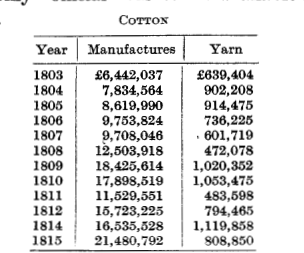 COTTON
Year Manufactures Yarn
1803 £6,442,037 £639,404
1804 7,834,564 902,208
1805 8,619,990 914,475
1806 9,753,824 736,225
1807 9,708,046 601,719
1808 12,503,918 472,078
1809 18,425,614 1,020,352
1810 17,898,519 1,053,475
1811 11,529,551 483,598
1812 15,723,225 794,465
1814 16,535,528 1,119,858
1815 21,480,792 808,850